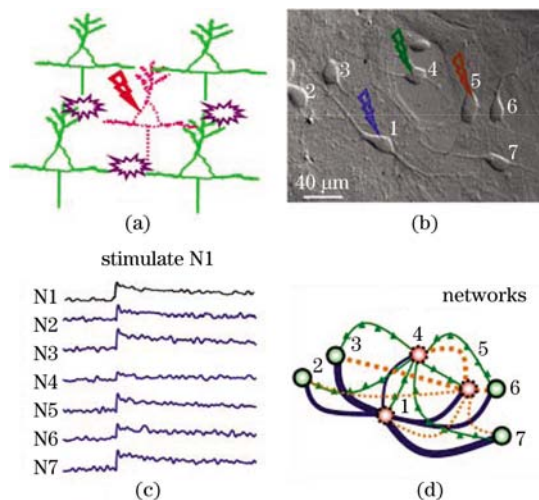 (a)
3
4
5
2
6
1
7
40 μm
(b)
stimulate N1
N1
N2
N3
N4
N5
N6
N7
(c)
networks
4
3
5
2
6
1
7
(d)